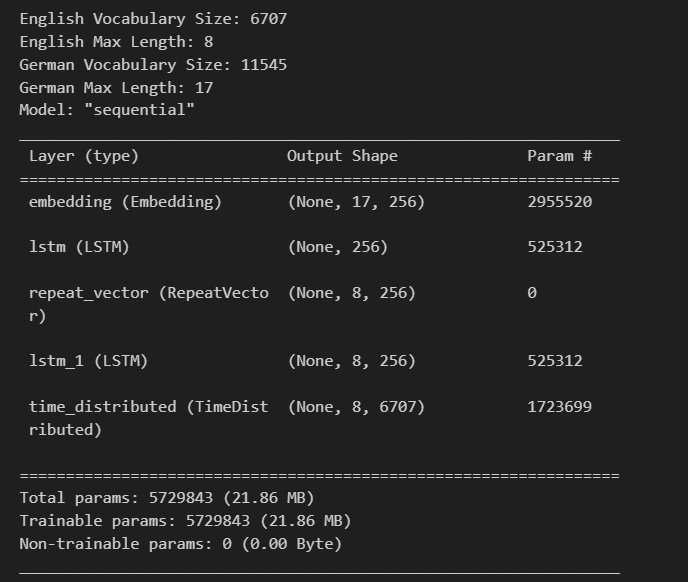 English Vocabulary Size: 6707
English Max Length: 8
German Vocabulary Size: 11545
German Max Length: 17
Model: "sequential"
_________________________________________________________________
 Layer (type)                Output Shape              Param #
=================================================================
 embedding (Embedding)       (None, 17, 256)           2955520
 lstm (LSTM)                 (None, 256)               525312
 repeat_vector (RepeatVecto  (None, 8, 256)            0
 r)
 lstm_1 (LSTM)               (None, 8, 256)            525312
 time_distributed (TimeDist  (None, 8, 6707)           1723699
 ributed)
=================================================================
Total params: 5729843 (21.86 MB)
Trainable params: 5729843 (21.86 MB)
Non-trainable params: 0 (0.00 Byte)
_________________________________________________________________